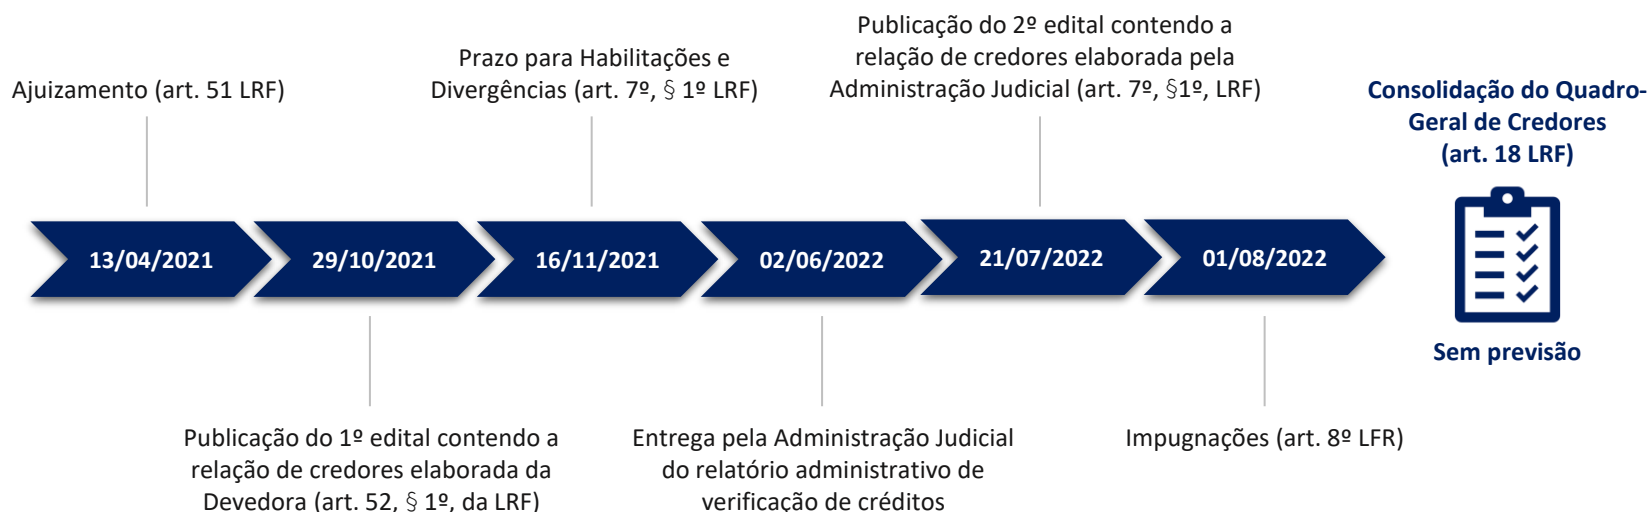 Ajuizamento (art. 51 LRF)
Prazo para Habilitações e
Divergências (art. 7º, § 1º LRF)
Publicação do 2º edital contendo a
relação de credores elaborada pela
Administração Judicial (art. 7º, §1º, LRF)
Consolidação do Quadro-
Geral de Credores
(art. 18 LRF)
13/04/2021
29/10/2021
16/11/2021
02/06/2022
21/07/2022
01/08/2022
Sem previsão
Publicação do 1º edital contendo a
relação de credores elaborada da
Devedora (art. 52, § 1º, da LRF)
Entrega pela Administração Judicial
do relatório administrativo de
verificação de créditos
Impugnações (art. 8º LFR)